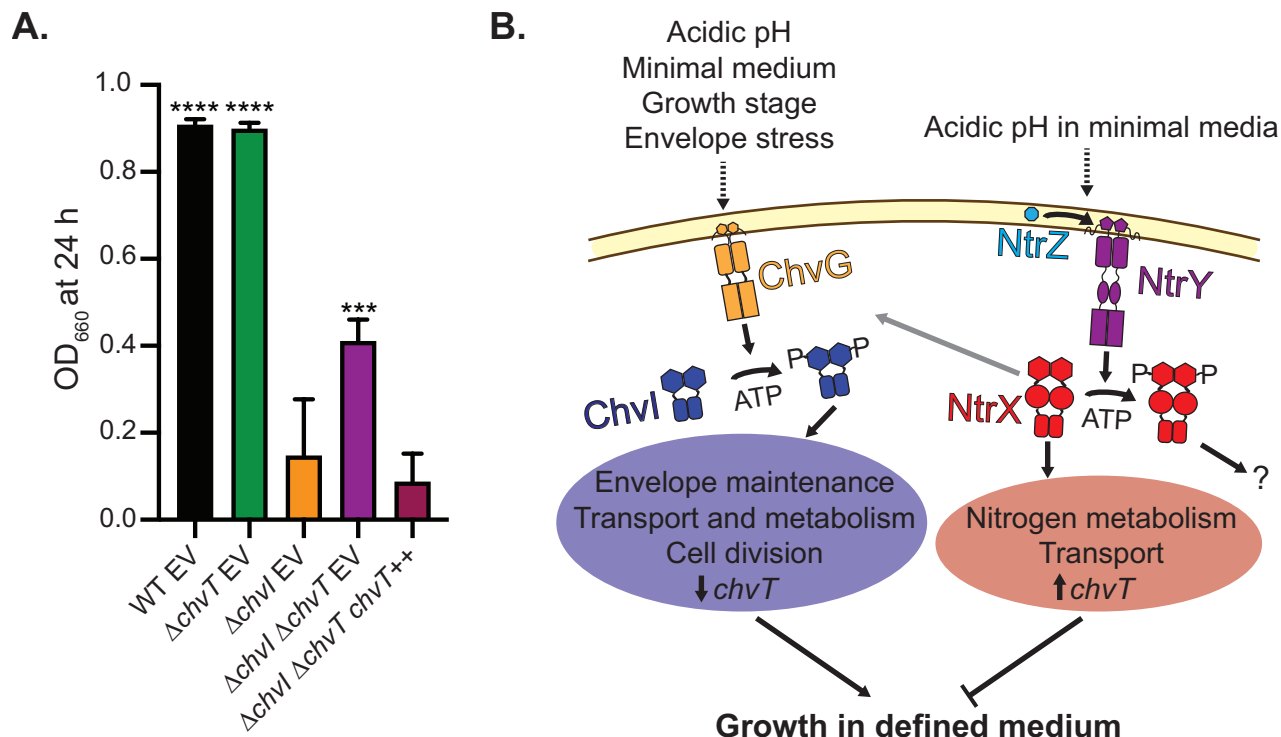 A.
OD660 at 24 h
1.0
0.8
0.6
0.4
0.2
0.0
****
****
***
WT EV
ΔchvT EV
ΔchvI EV
ΔchvI ΔchvT EV
ΔchvI ΔchvT chvT++
B.
Acidic pH
Minimal medium
Growth stage
Envelope stress
Acidic pH in minimal media
ChvG
NtrZ
NtrY
ChvI
ATP
P
P
NtrX
ATP
P
P
?
Envelope maintenance
Transport and metabolism
Cell division
↓ chvT
Nitrogen metabolism
Transport
↑ chvT
Growth in defined medium